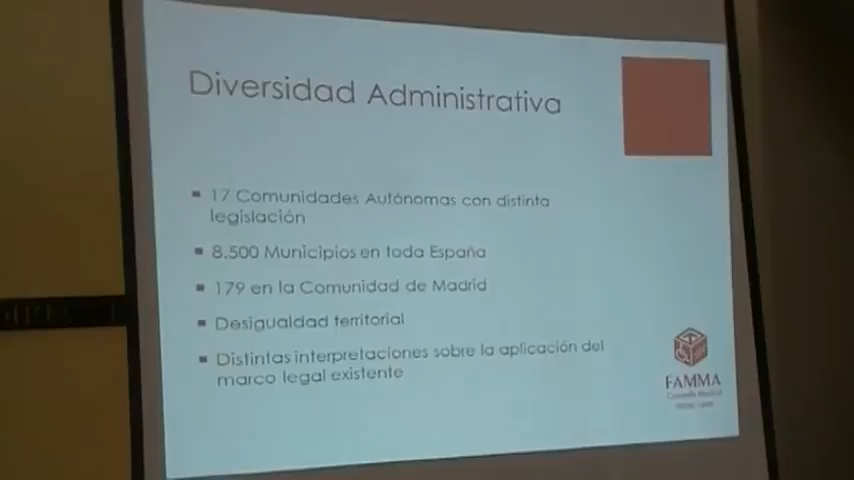 Diversidad Administrativa
▪ 17 Comunidades Autónomas con distinta
legislación
▪ 8.500 Municipios en toda España
▪ 179 en la Comunidad de Madrid
▪ Desigualdad territorial
▪ Distintas interpretaciones sobre la aplicación del
marco legal existente
FAMMA